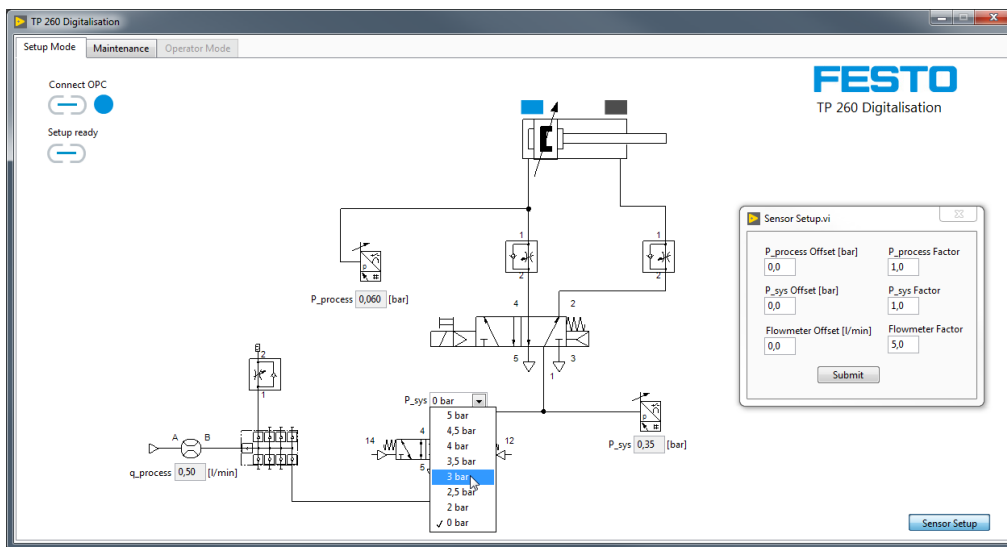 TP 260 Digitalisation
Setup Mode
Maintenance
Operator Mode
Connect OPC
Setup ready
FESTO
TP 260 Digitalisation
Sensor Setup.vi
P_process Offset [bar]
P_process Factor
0,0
1,0
P_sys Offset [bar]
P_sys Factor
0,0
1,0
Flowmeter Offset [l/min]
Flowmeter Factor
0,0
5,0
Submit
1
1
2
2
P
#
P_process 0,060 [bar]
4
2
5
3
1
2
1
P_sys 0 bar
5 bar
4,5 bar
4 bar
3,5 bar
3 bar
2,5 bar
2 bar
✓ 0 bar
14
4
12
5
A
B
q_process 0,50 [l/min]
P
#
P_sys 0,35 [bar]
Sensor Setup